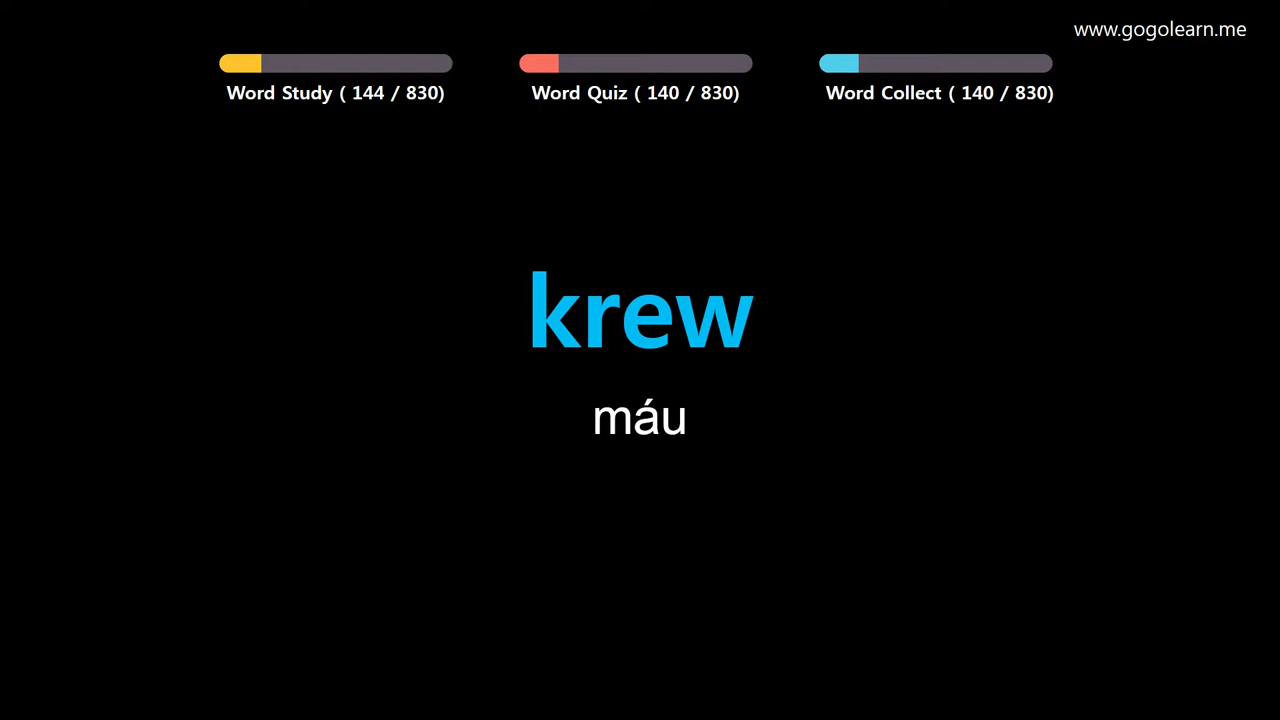 www.gogolearn.me
Word Study ( 144 / 830)
Word Quiz ( 140 / 830)
Word Collect ( 140 / 830)
krew
máu